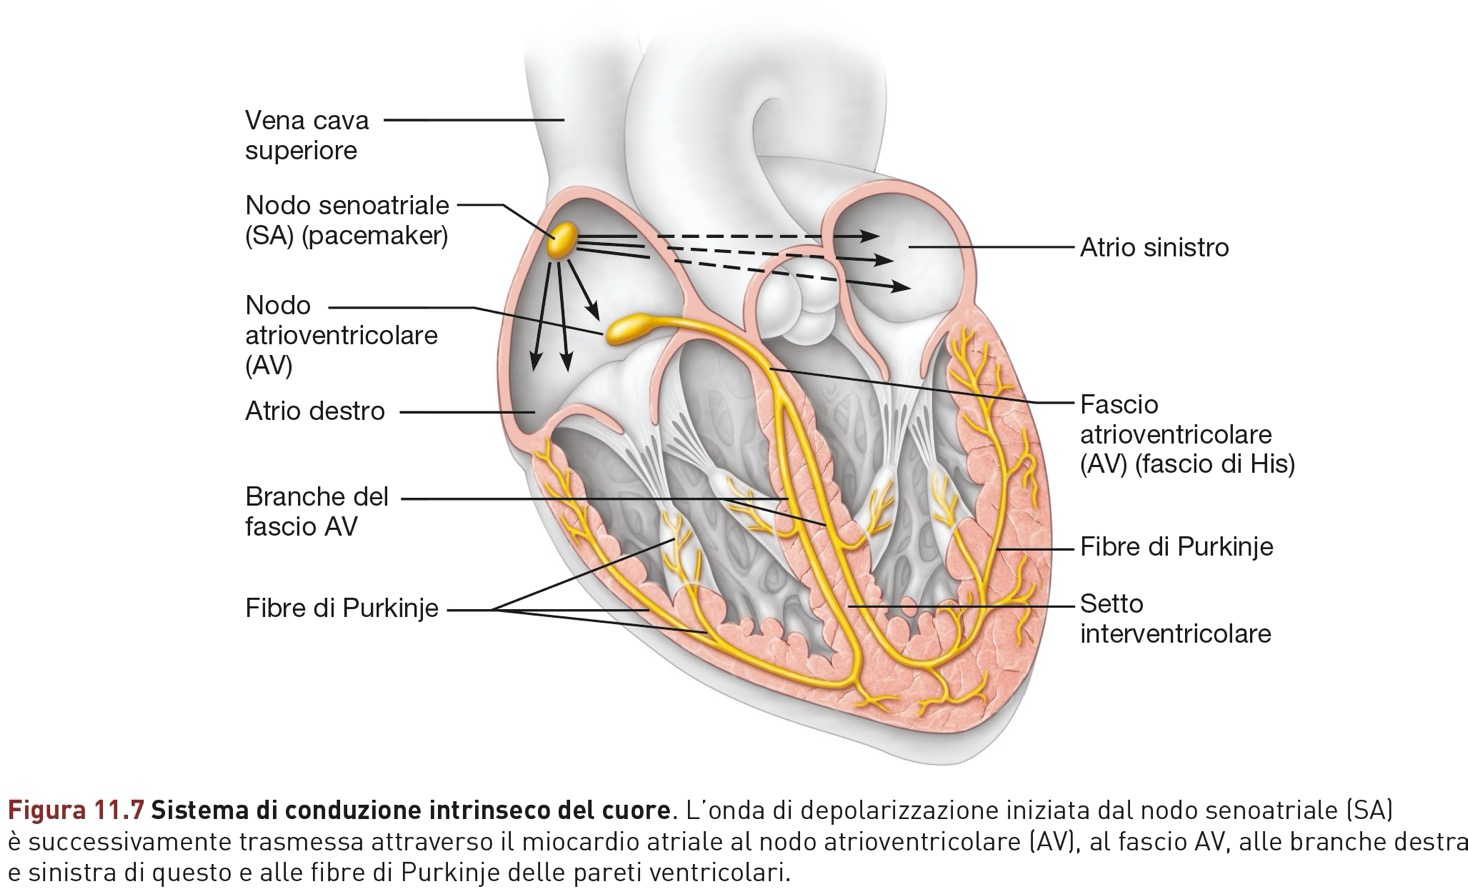 Vena cava
superiore
Nodo senoatriale
(SA) (pacemaker)
Nodo
atrioventricolare
(AV)
Atrio destro
Branche del
fascio AV
Fibre di Purkinje
Atrio sinistro
Fascio
atrioventricolare
(AV) (fascio di His)
Fibre di Purkinje
Setto
interventricolare
Figura 11.7 Sistema di conduzione intrinseco del cuore. L'onda di depolarizzazione iniziata dal nodo senoatriale (SA)
è successivamente trasmessa attraverso il miocardio atriale al nodo atrioventricolare (AV), al fascio AV, alle branche destra
e sinistra di questo e alle fibre di Purkinje delle pareti ventricolari.